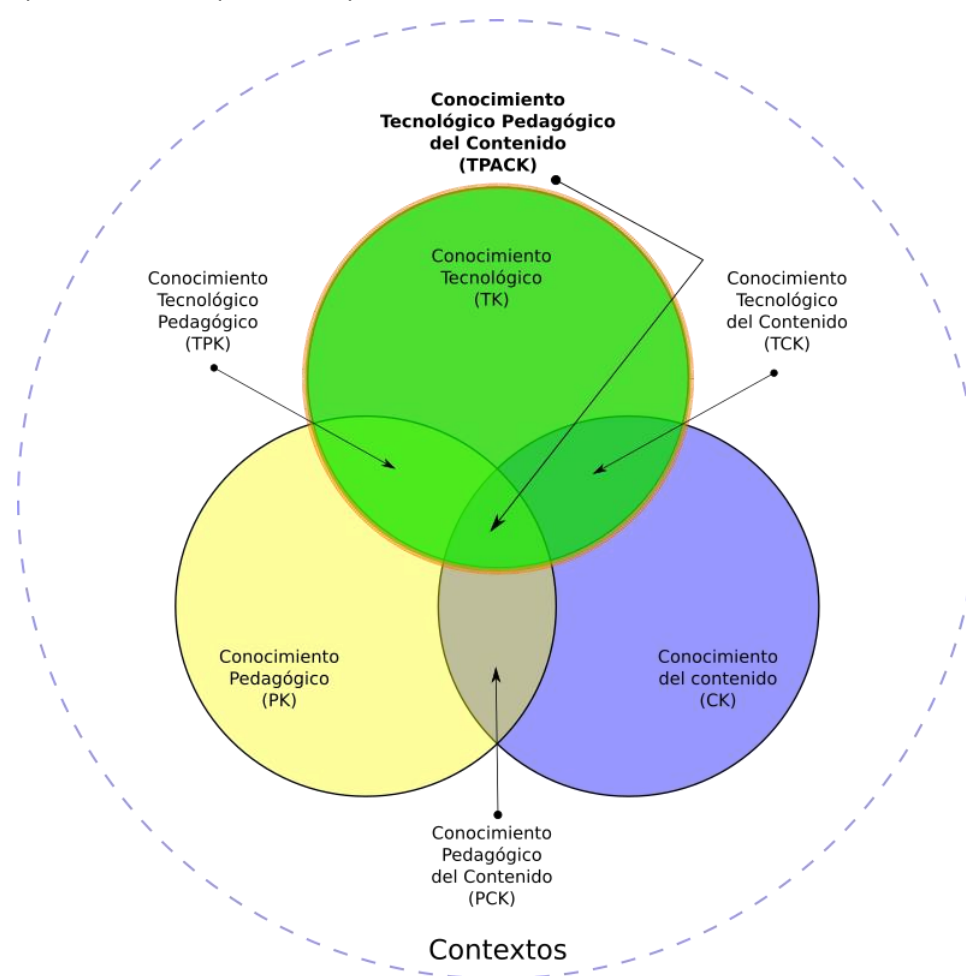 Conocimiento
Tecnológico Pedagógico
del Contenido
(TPACK)
Conocimiento
Tecnológico
(TK)
Conocimiento
Tecnológico
Pedagógico
(TPK)
Conocimiento
Tecnológico
del Contenido
(TCK)
Conocimiento
Pedagógico
(PK)
Conocimiento
del contenido
(CK)
Conocimiento
Pedagógico
del Contenido
(PCK)
Contextos